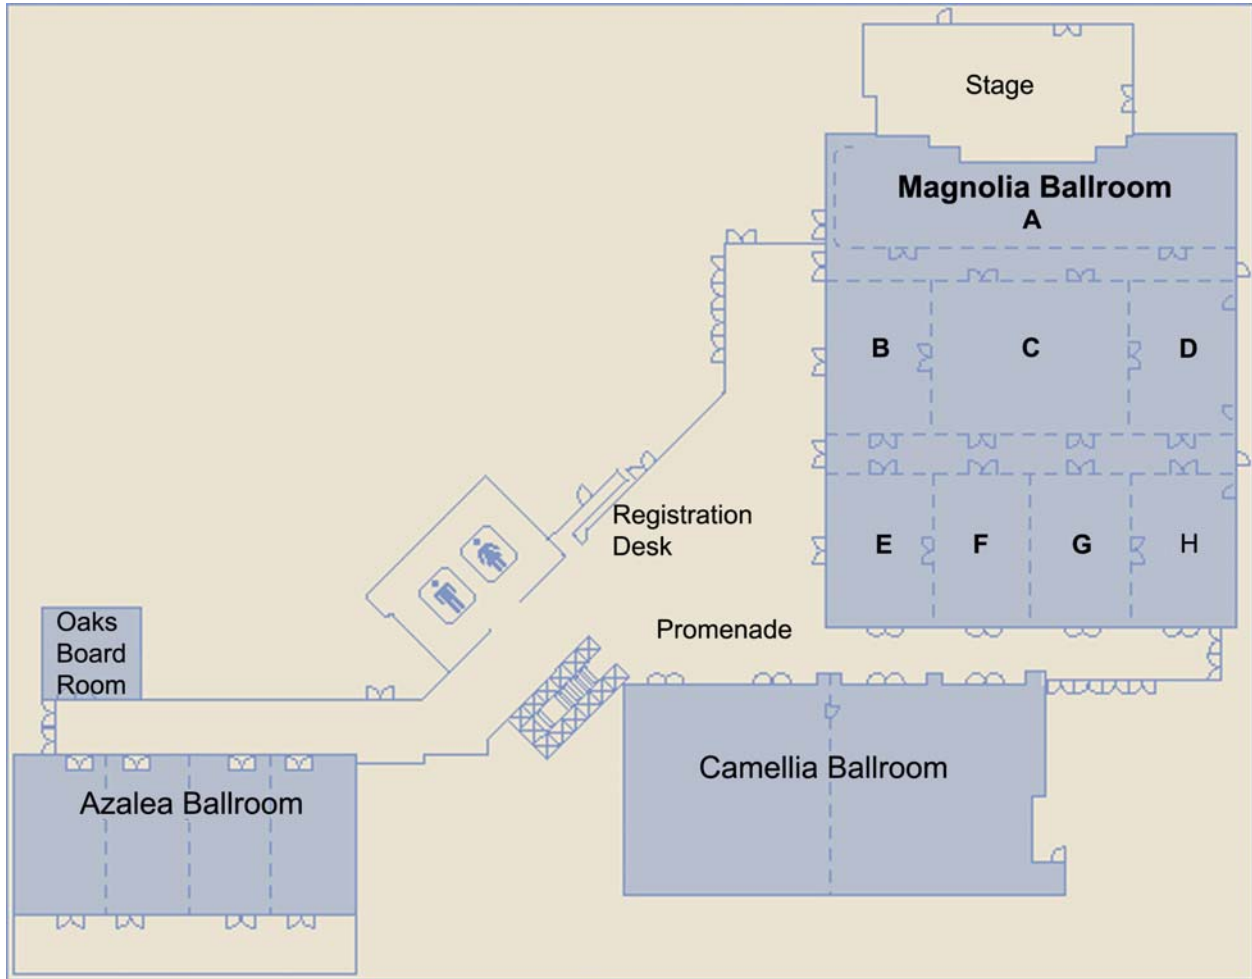 Stage
Magnolia Ballroom
A
B
C
D
E
F
G
H
Registration
Desk
Promenade
Oaks
Board
Room
Camellia Ballroom
Azalea Ballroom